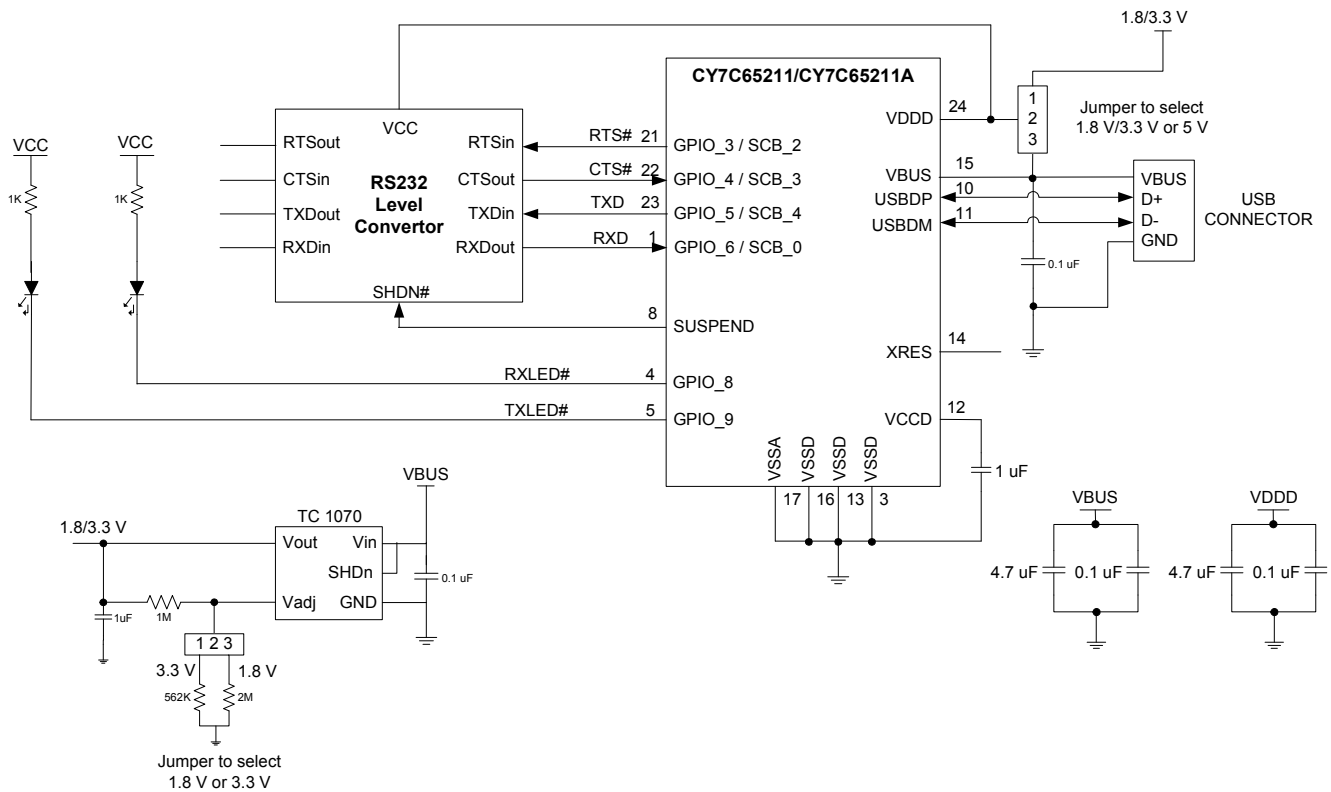 1.8/3.3 V
CY7C65211/CY7C65211A
VCC
VCC
1K
1K
VCC
RTSout
CTSin
TXDout
RXDin
RS232
Level
Convertor
RTSin
CTSout
TXDin
RXDout
SHDN#
RTS# 21
CTS# 22
TXD 23
RXD 1
8
RXLED# 4
TXLED# 5
GPIO_3 / SCB_2
GPIO_4 / SCB_3
GPIO_5 / SCB_4
GPIO_6 / SCB_0
SUSPEND
GPIO_8
GPIO_9
VDDD 24
VBUS 15
USBDP 10
USBDM 11
XRES 14
VCCD 12
VSSA
VSSD
VSSD
VSSD
17
16
13
3
1
2
3
Jumper to select
1.8 V/3.3 V or 5 V
VBUS
D+
D-
GND
USB
CONNECTOR
0.1 uF
1 uF
VBUS
TC 1070
1.8/3.3 V
Vout
Vin
SHDn
Vadj
GND
0.1 uF
1uF
1M
1 2 3
3.3 V
1.8 V
562K
2M
Jumper to select
1.8 V or 3.3 V
VBUS
4.7 uF
0.1 uF
VDDD
4.7 uF
0.1 uF